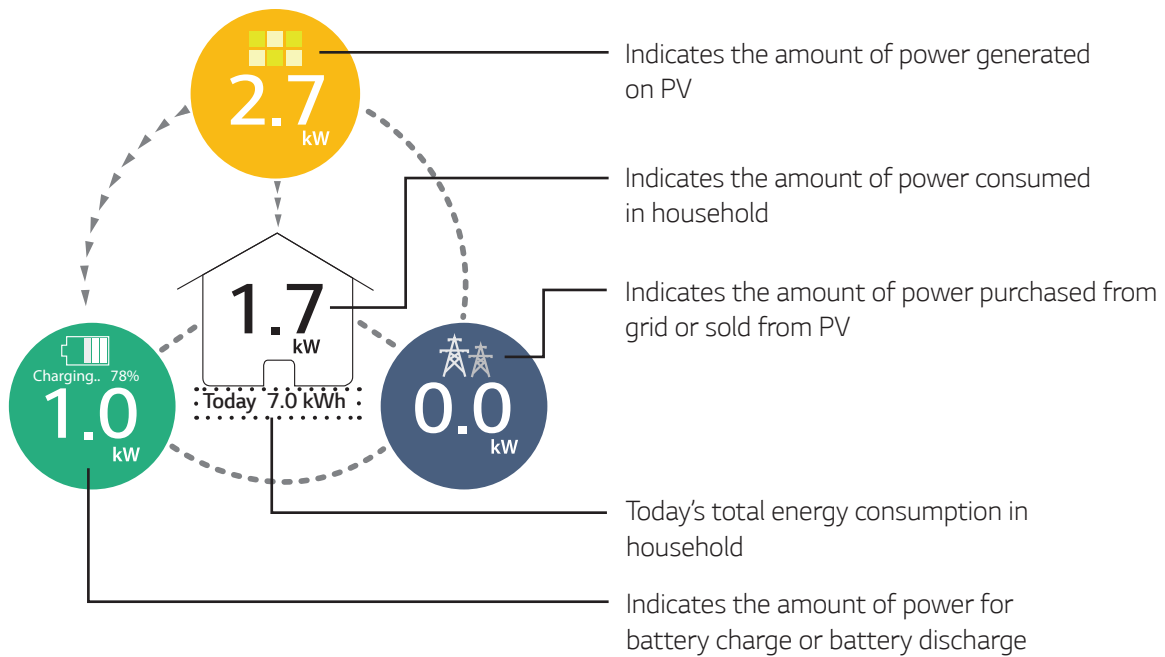 2.7
kW
Indicates the amount of power generated
on PV
Indicates the amount of power consumed
in household
1.7
kW
Indicates the amount of power purchased from
grid or sold from PV
Charging.. 78%
1.0
kW
Today 7.0 kWh
0.0
kW
Today's total energy consumption in
household
Indicates the amount of power for
battery charge or battery discharge